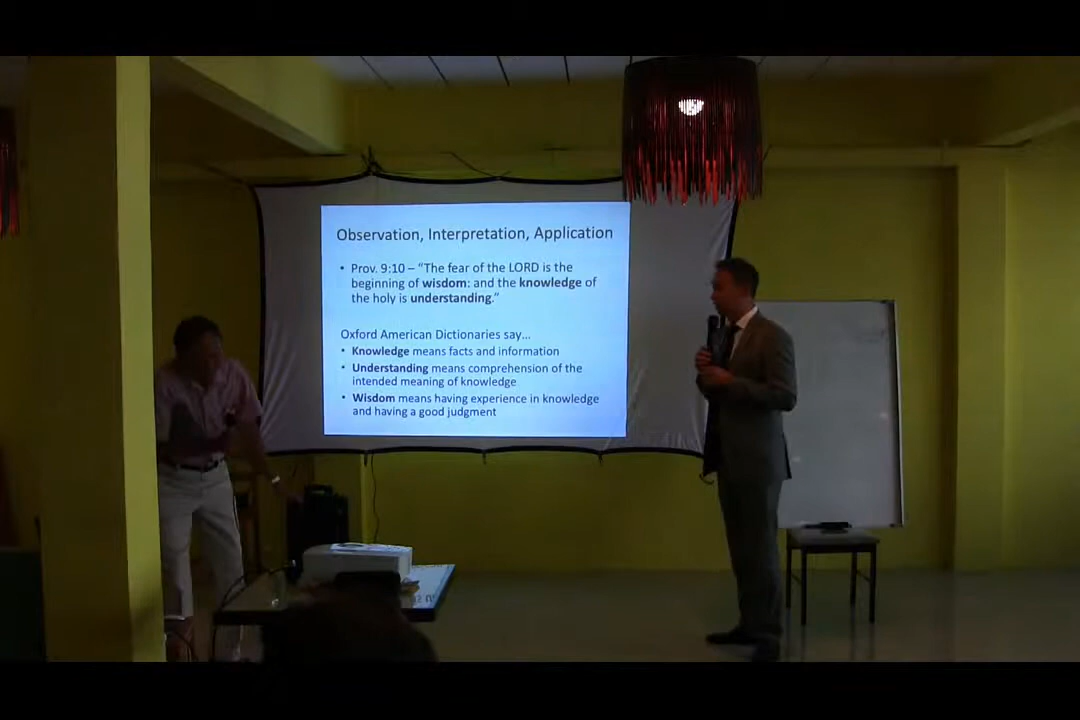 Observation, Interpretation, Application
• Prov. 9:10 – “The fear of the LORD is the
beginning of wisdom: and the knowledge of
the holy is understanding.”
Oxford American Dictionaries say…
• Knowledge means facts and information
• Understanding means comprehension of the
intended meaning of knowledge
• Wisdom means having experience in knowledge
and having a good judgment